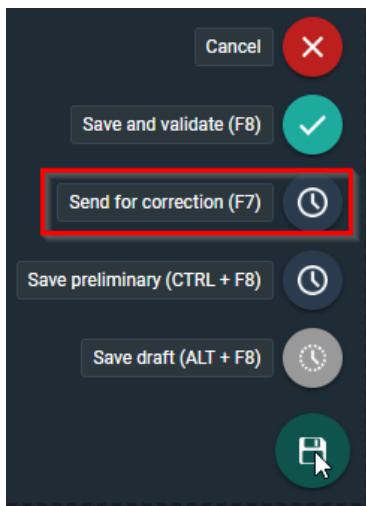 Cancel
Save and validate (F8)
Send for correction (F7)
Save preliminary (CTRL + F8)
Save draft (ALT + F8)